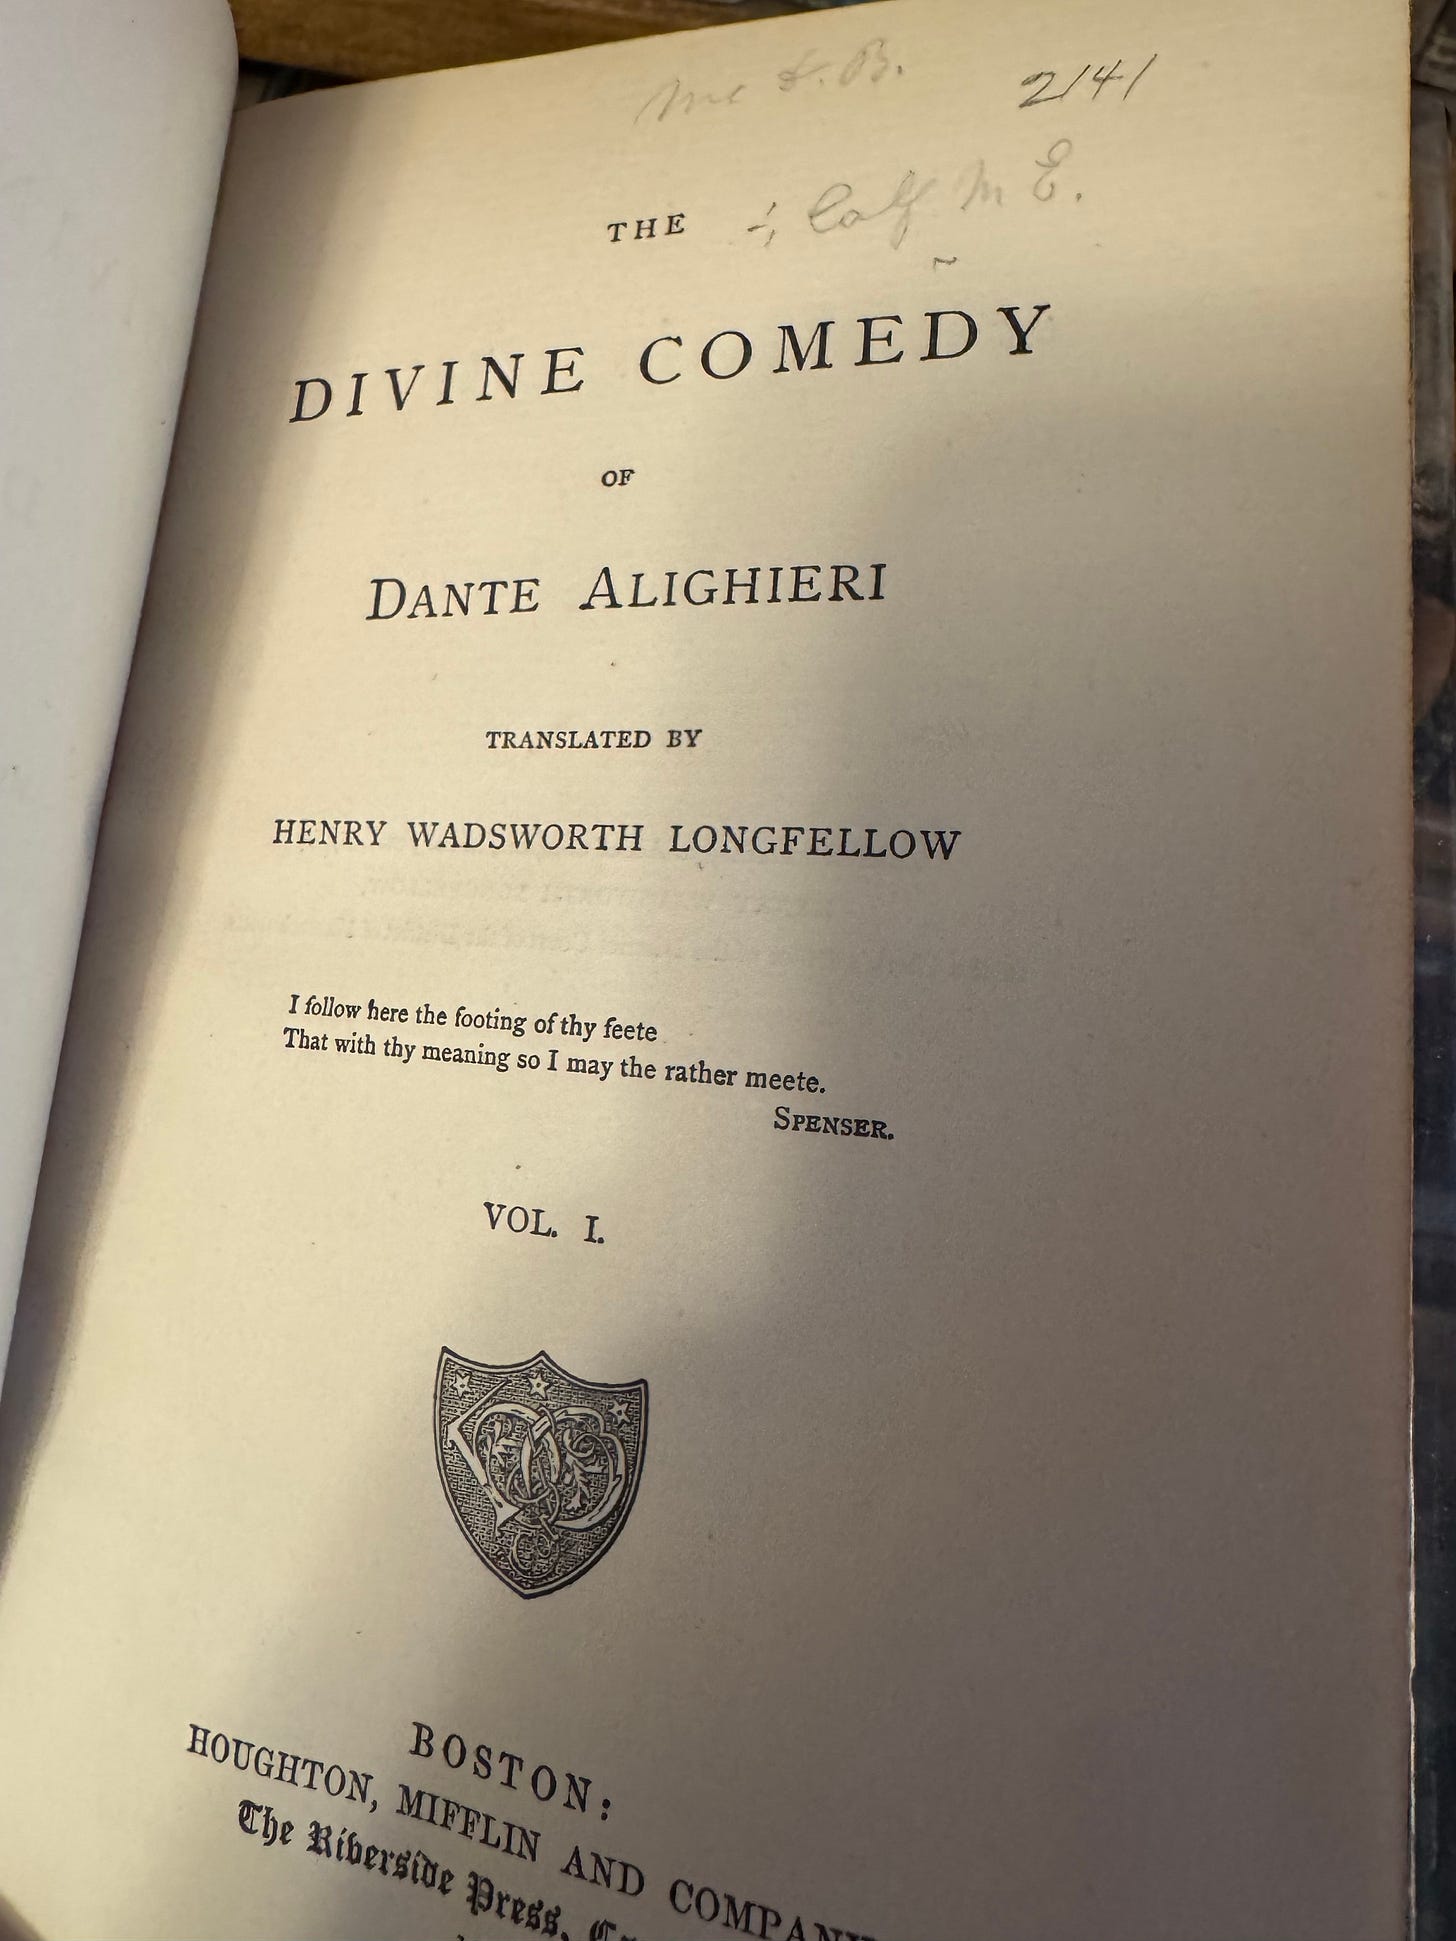 2141
THE
Calf M E.
DIVINE COMEDY
OF
DANTE ALIGHIERI
TRANSLATED BY
HENRY WADSWORTH LONGFELLOW
I follow here the footing of thy feete
That with thy meaning so I may the rather meete.
SPENSER.
VOL. I.
BOSTON:
HOUGHTON, MIFFLIN AND
The Riverside Press,